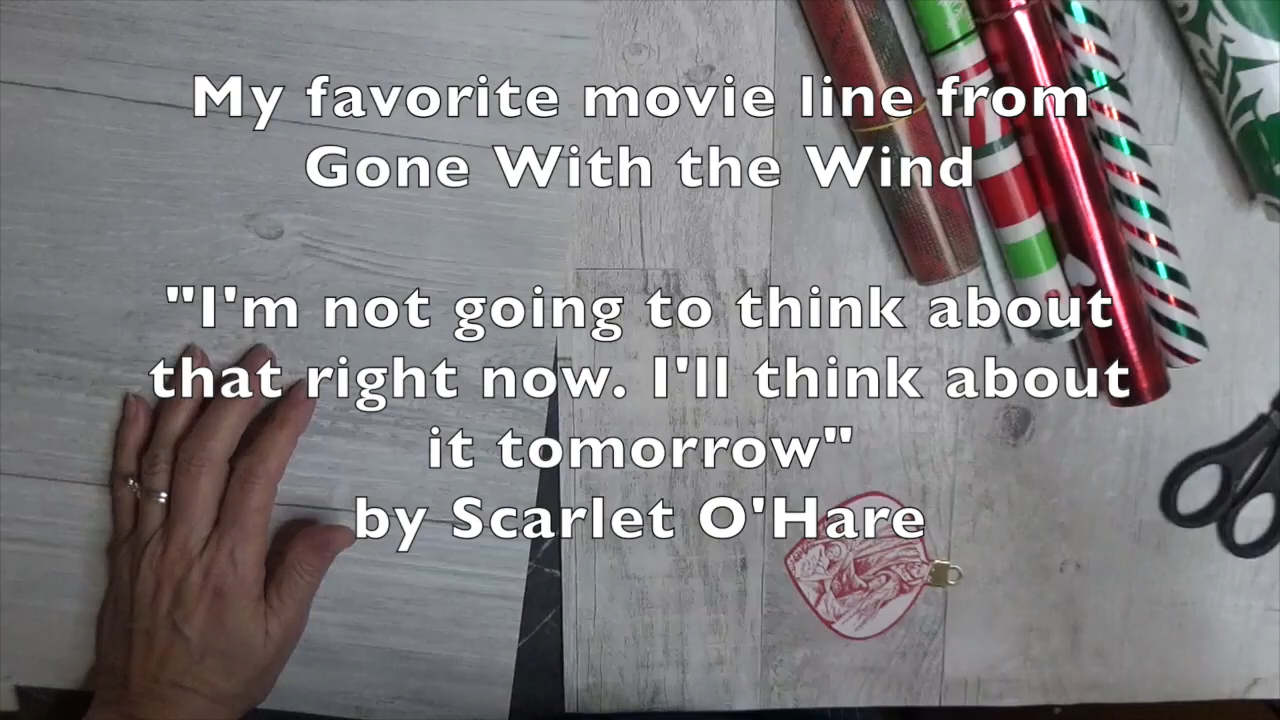 My favorite movie line from
Gone With the Wind
"I'm not going to think about
that right now. I'll think about
it tomorrow"
by Scarlet O'Hare